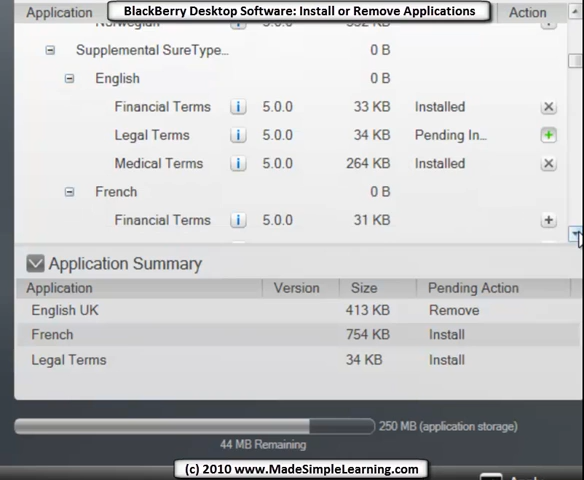 BlackBerry Desktop Software: Install or Remove Applications
Application Action
Norwegian 332 KB
Supplemental SureType... 0 B
English 0 B
Financial Terms i 5.0.0 33 KB Installed
Legal Terms i 5.0.0 34 KB Pending In...
Medical Terms i 5.0.0 264 KB Installed
French 0 B
Financial Terms i 5.0.0 31 KB
Application Summary
Application Version Size Pending Action
English UK 413 KB Remove
French 754 KB Install
Legal Terms 34 KB Install
250 MB (application storage)
44 MB Remaining
(c) 2010 www.MadeSimpleLearning.com